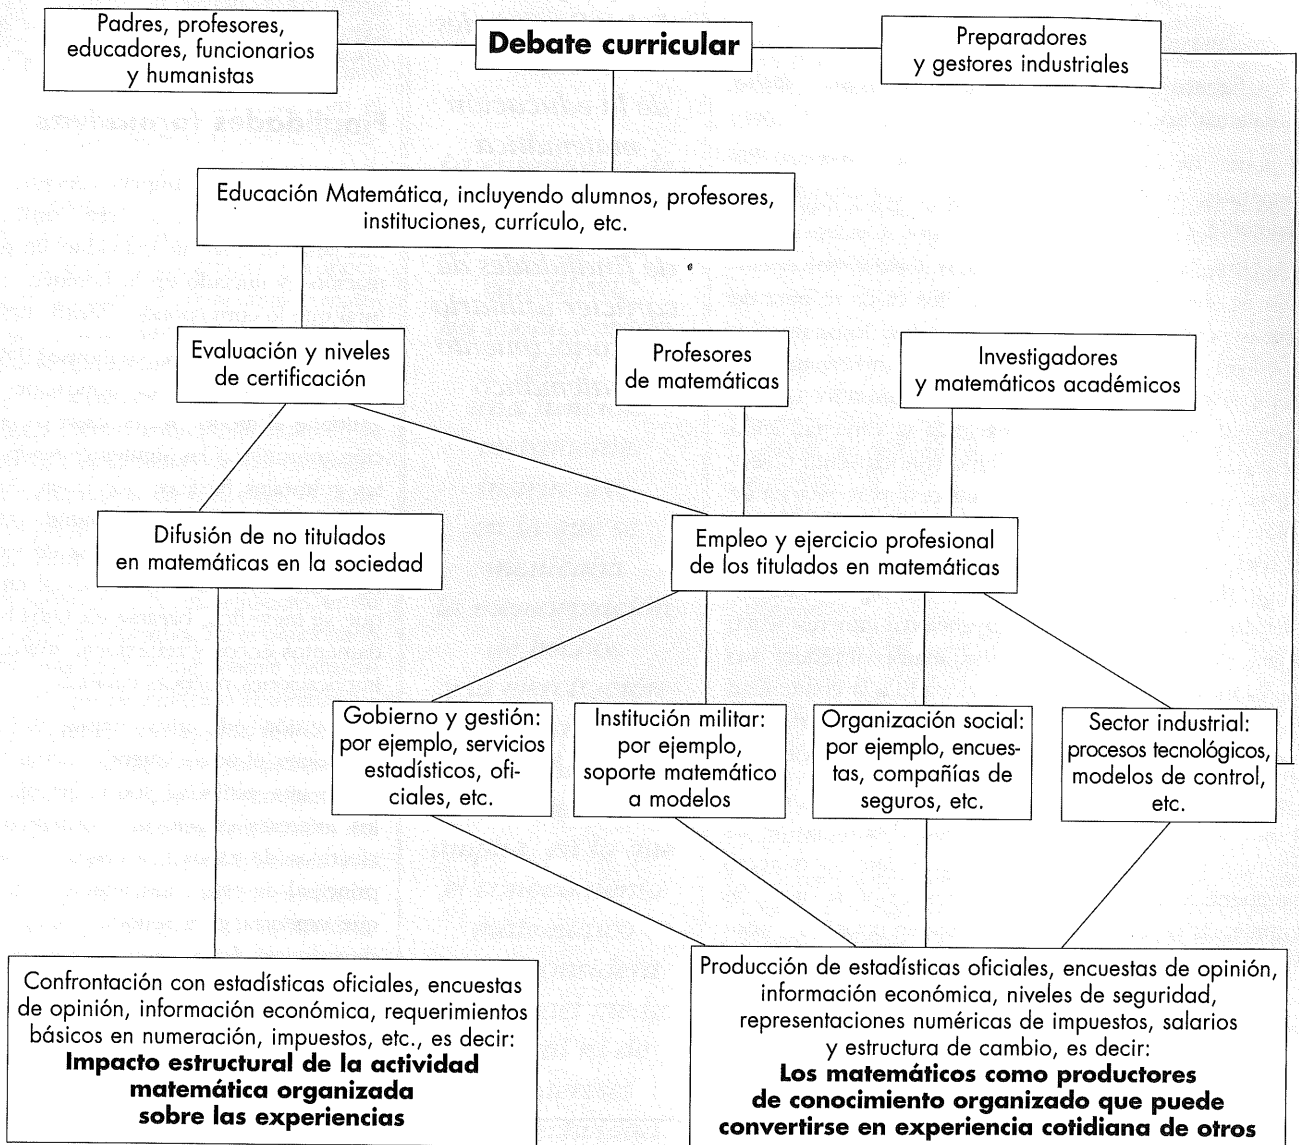 Padres, profesores,
educadores, funcionarios
y humanistas
Debate curricular
Preparadores
y gestores industriales
Educación Matemática, incluyendo alumnos, profesores,
instituciones, currículo, etc.
Evaluación y niveles
de certificación
Profesores
de matemáticas
Investigadores
y matemáticos académicos
Difusión de no titulados
en matemáticas en la sociedad
Empleo y ejercicio profesional
de los titulados en matemáticas
Gobierno y gestión:
por ejemplo, servicios
estadísticos, ofi-
ciales, etc.
Institución militar:
por ejemplo,
soporte matemático
a modelos
Organización social:
por ejemplo, encues-
tas, compañías de
seguros, etc.
Sector industrial:
procesos tecnológicos,
modelos de control,
etc.
Confrontación con estadísticas oficiales, encuestas
de opinión, información económica, requerimientos
básicos en numeración, impuestos, etc., es decir:
Impacto estructural de la actividad
matemática organizada
sobre las experiencias
Producción de estadísticas oficiales, encuestas de opinión,
información económica, niveles de seguridad,
representaciones numéricas de impuestos, salarios
y estructura de cambio, es decir:
Los matemáticos como productores
de conocimiento organizado que puede
convertirse en experiencia cotidiana de otros